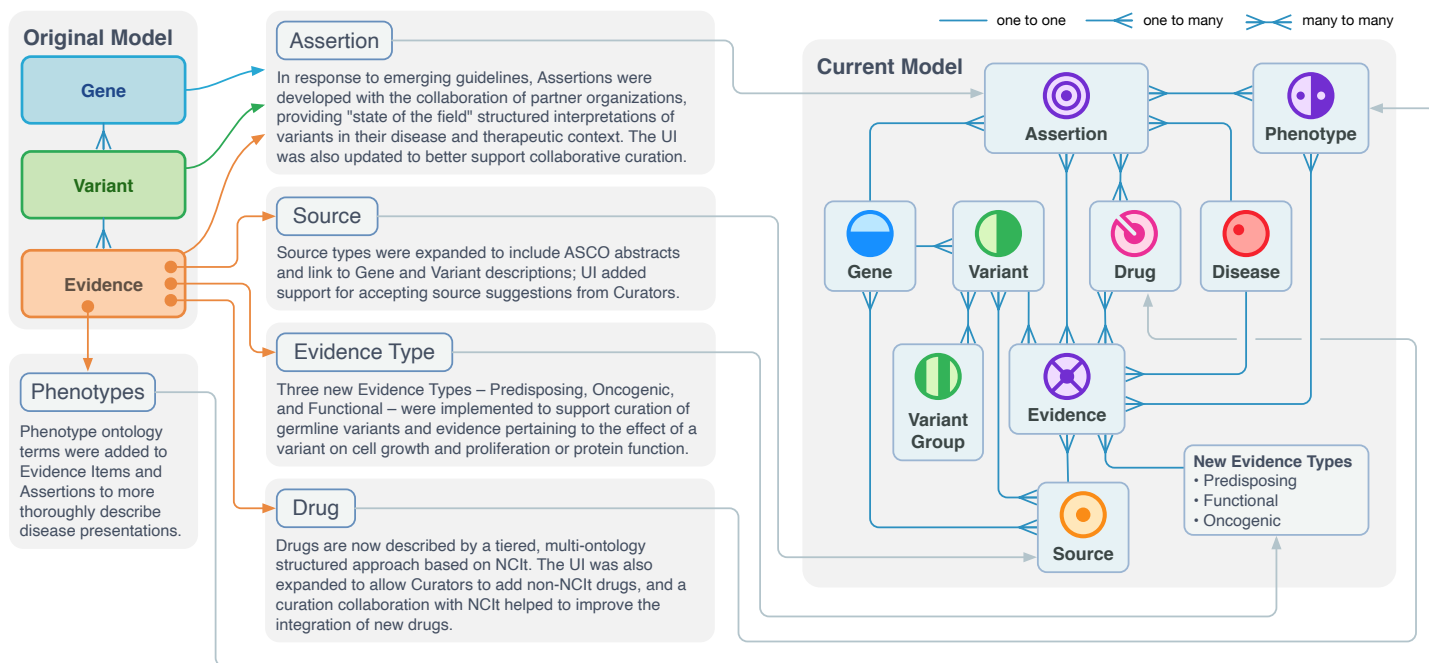 one to one
one to many
many to many
Original Model
Gene
Variant
Evidence
Phenotypes
Phenotype ontology
terms were added to
Evidence Items and
Assertions to more
thoroughly describe
disease presentations.
Assertion
In response to emerging guidelines, Assertions were
developed with the collaboration of partner organizations,
providing "state of the field" structured interpretations of
variants in their disease and therapeutic context. The UI
was also updated to better support collaborative curation.
Source
Source types were expanded to include ASCO abstracts
and link to Gene and Variant descriptions; UI added
support for accepting source suggestions from Curators.
Evidence Type
Three new Evidence Types – Predisposing, Oncogenic,
and Functional – were implemented to support curation of
germline variants and evidence pertaining to the effect of a
variant on cell growth and proliferation or protein function.
Drug
Drugs are now described by a tiered, multi-ontology
structured approach based on NCIt. The UI was also
expanded to allow Curators to add non-NCIt drugs, and a
curation collaboration with NCIt helped to improve the
integration of new drugs.
Current Model
Assertion
Phenotype
Gene
Variant
Drug
Disease
Variant
Group
Evidence
Source
New Evidence Types
• Predisposing
• Functional
• Oncogenic